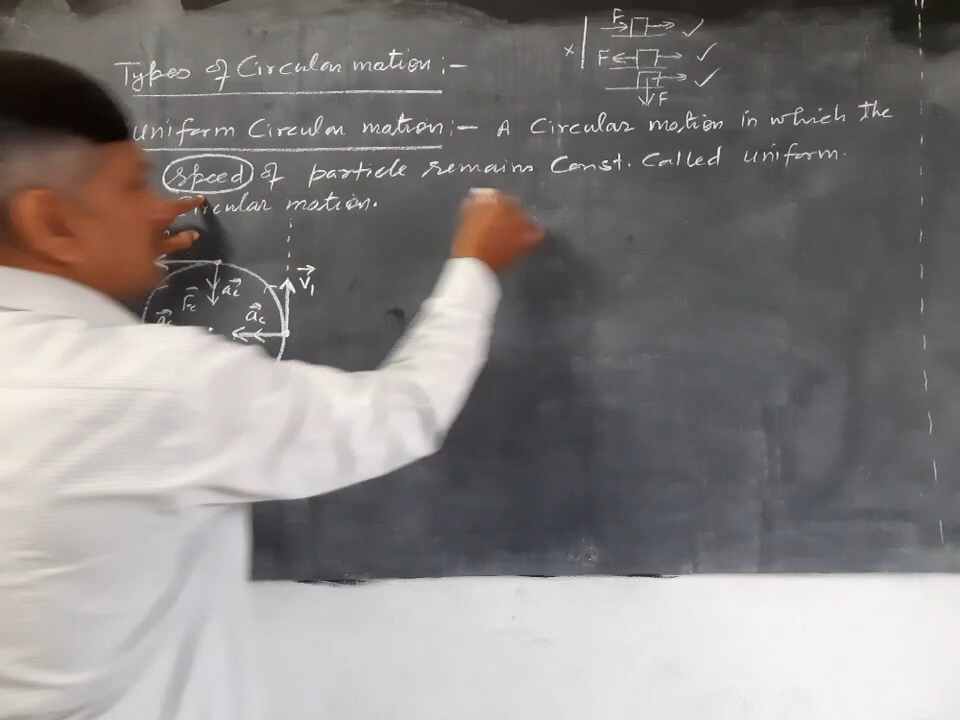 Types of Circular motion :-
F
× F
F
uniform Circular motion :- A Circular motion in which the
speed of particle remains Const. Called uniform.
Circular motion.
V₁
F꜀ a꜀
a꜀ a꜀